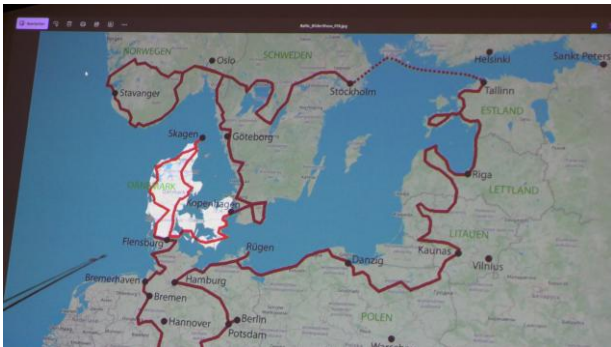 NORWEGEN
Oslo
SCHWEDEN
Helsinki
Sankt Peters
Stavanger
Stockholm
Tallinn
ESTLAND
Skagen
Göteborg
Riga
LETTLAND
Kopenhagen
LITAUEN
Flensburg
Rügen
Danzig
Kaunas
Vilnius
Bremerhaven
Hamburg
Bremen
Hannover
Berlin
Potsdam
POLEN